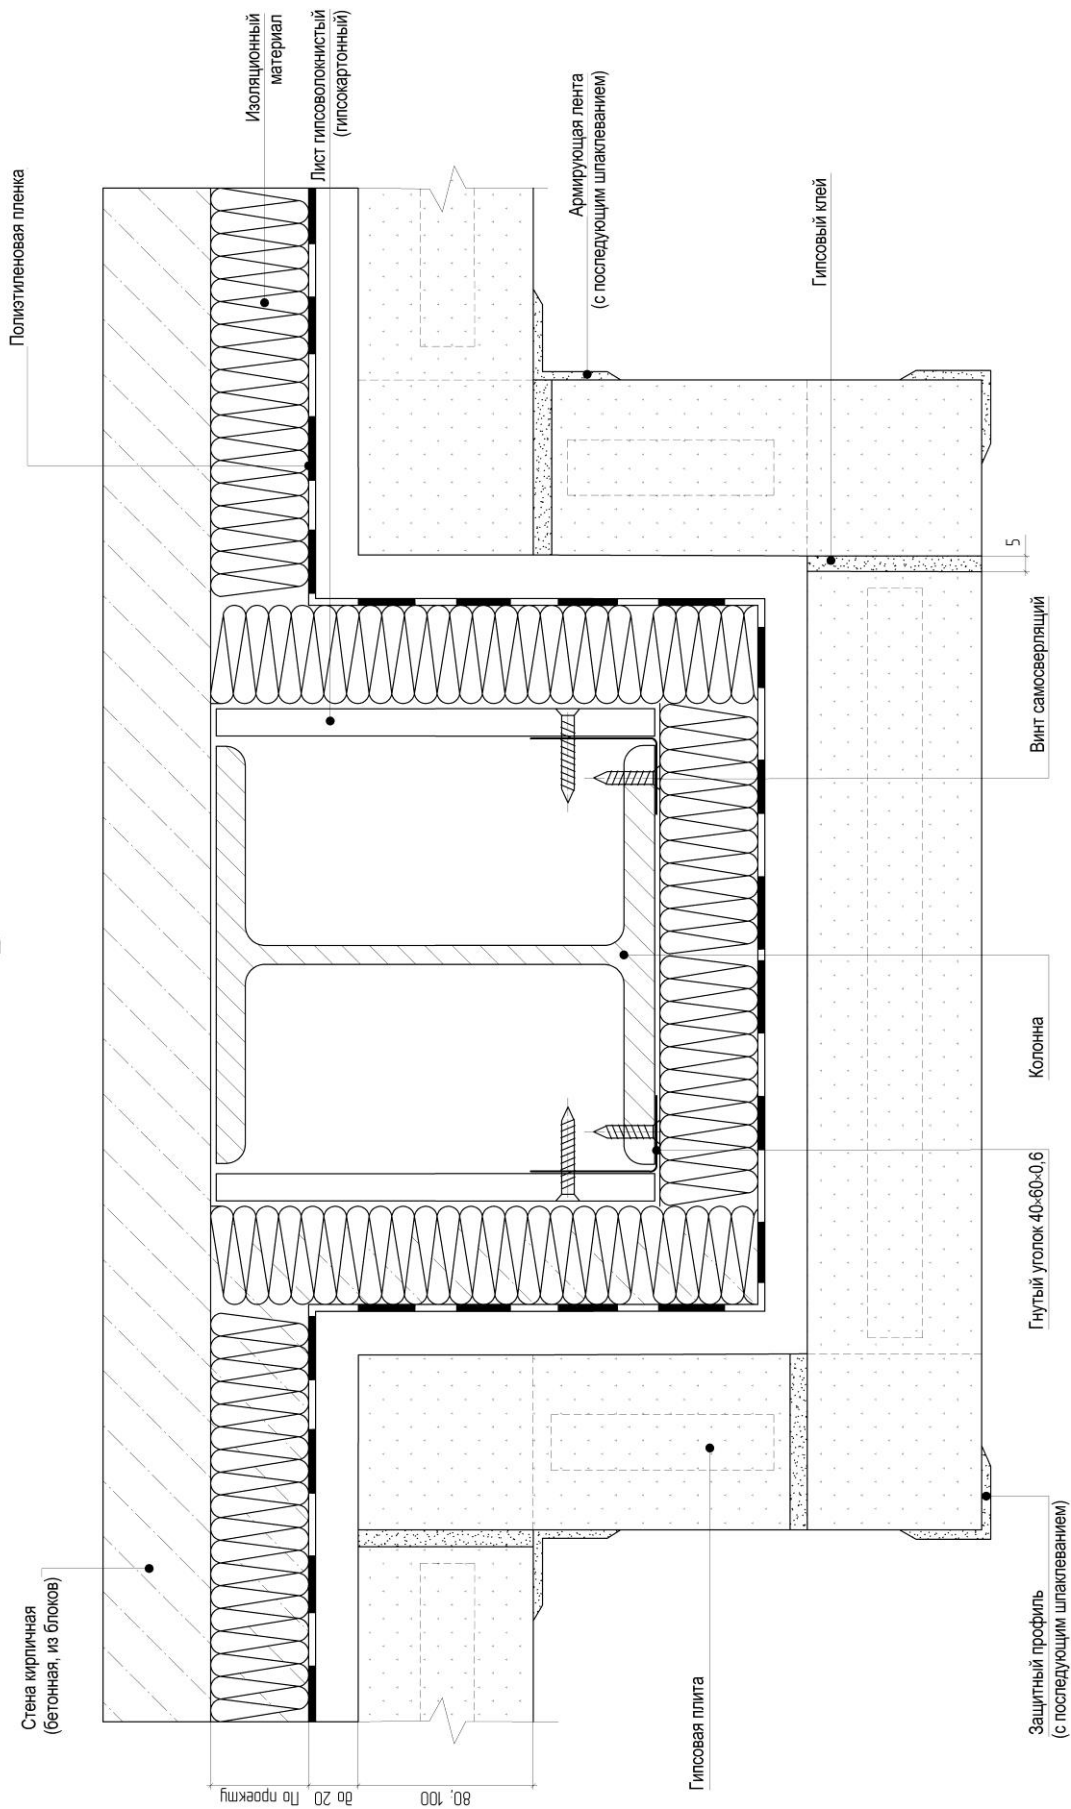 Стена кирпичная
(бетонная, из блоков)
Полиэтиленовая пленка
Изоляционный
материал
Лист гипсоволокнистый
(гипсокартонный)
Армирующая лента
(с последующим шпаклеванием)
Гипсовый клей
По проекту
до 20
80; 100
5
Гипсовая плита
Защитный профиль
(с последующим шпаклеванием)
Гнутый уголок 40×60×0,6
Колонна
Винт самосверлящий